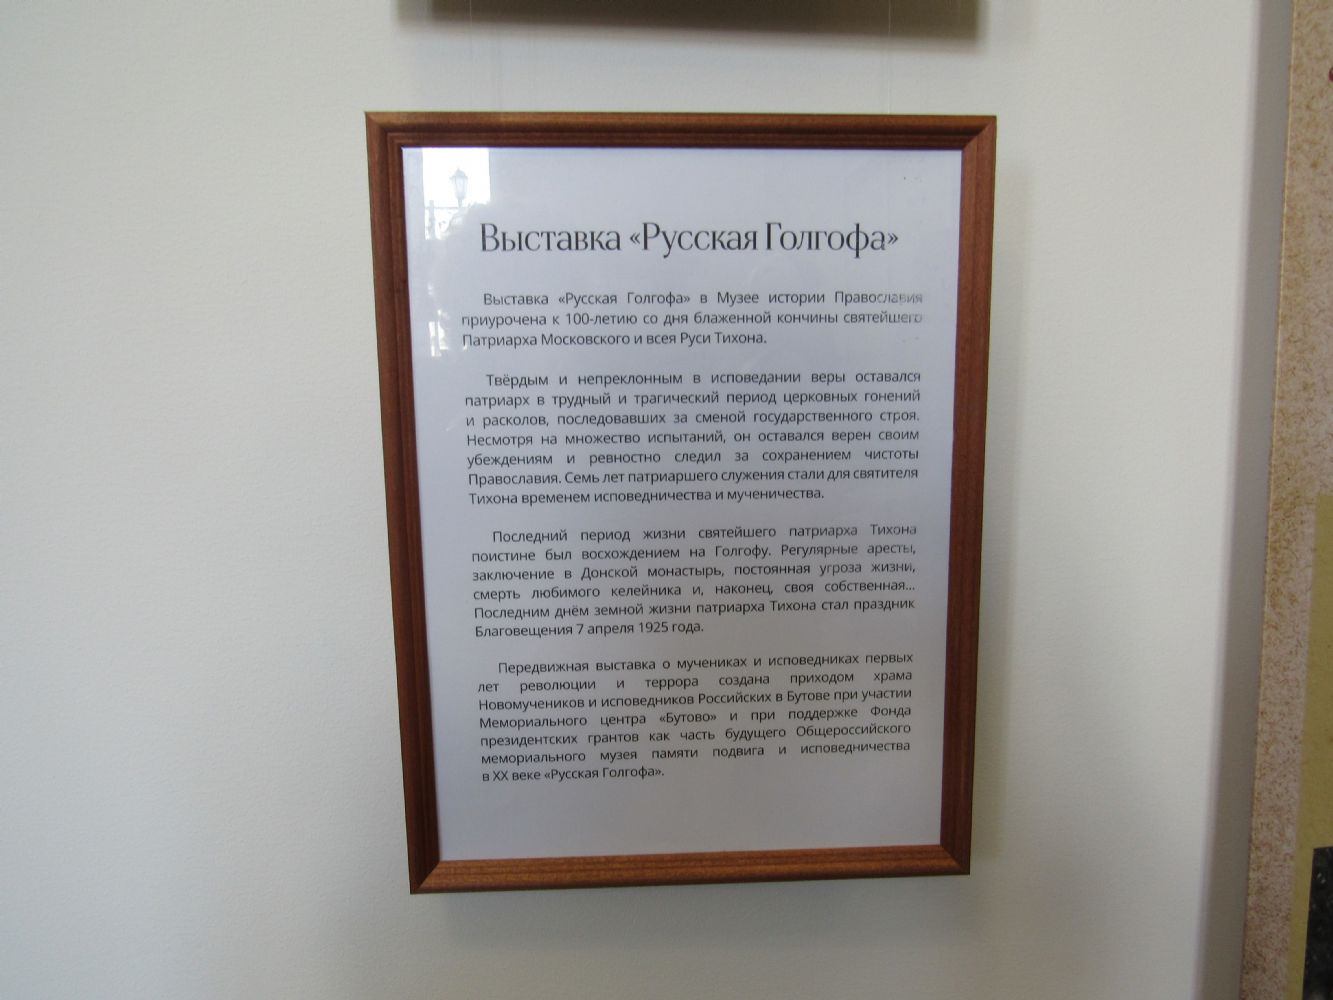 Выставка «Русская Голгофа»
Выставка «Русская Голгофа» в Музее истории Православия
приурочена к 100-летию со дня блаженной кончины святейшего
Патриарха Московского и всея Руси Тихона.
Твёрдым и непреклонным в исповедании веры оставался
патриарх в трудный и трагический период церковных гонений
и расколов, последовавших за сменой государственного строя.
Несмотря на множество испытаний, он оставался верен своим
убеждениям и ревностно следил за сохранением чистоты
Православия. Семь лет патриаршего служения стали для святителя
Тихона временем исповедничества и мученичества.
Последний период жизни святейшего патриарха Тихона
поистине был восхождением на Голгофу. Регулярные аресты,
заключение в Донской монастырь, постоянная угроза жизни,
смерть любимого келейника и, наконец, своя собственная...
Последним днём земной жизни патриарха Тихона стал праздник
Благовещения 7 апреля 1925 года.
Передвижная выставка о мучениках и исповедниках первых
лет революции и террора создана приходом храма
Новомучеников и исповедников Российских в Бутове при участии
Мемориального центра «Бутово» и при поддержке Фонда
президентских грантов как часть будущего Общероссийского
мемориального музея памяти подвига и исповедничества
в XX веке «Русская Голгофа».